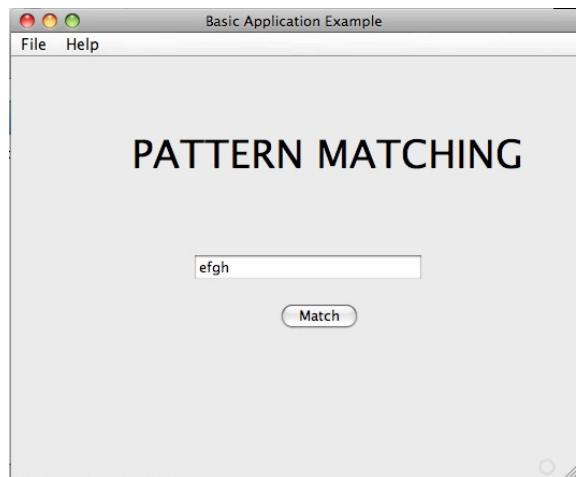 Basic Application Example
File Help
PATTERN MATCHING
efgh
Match